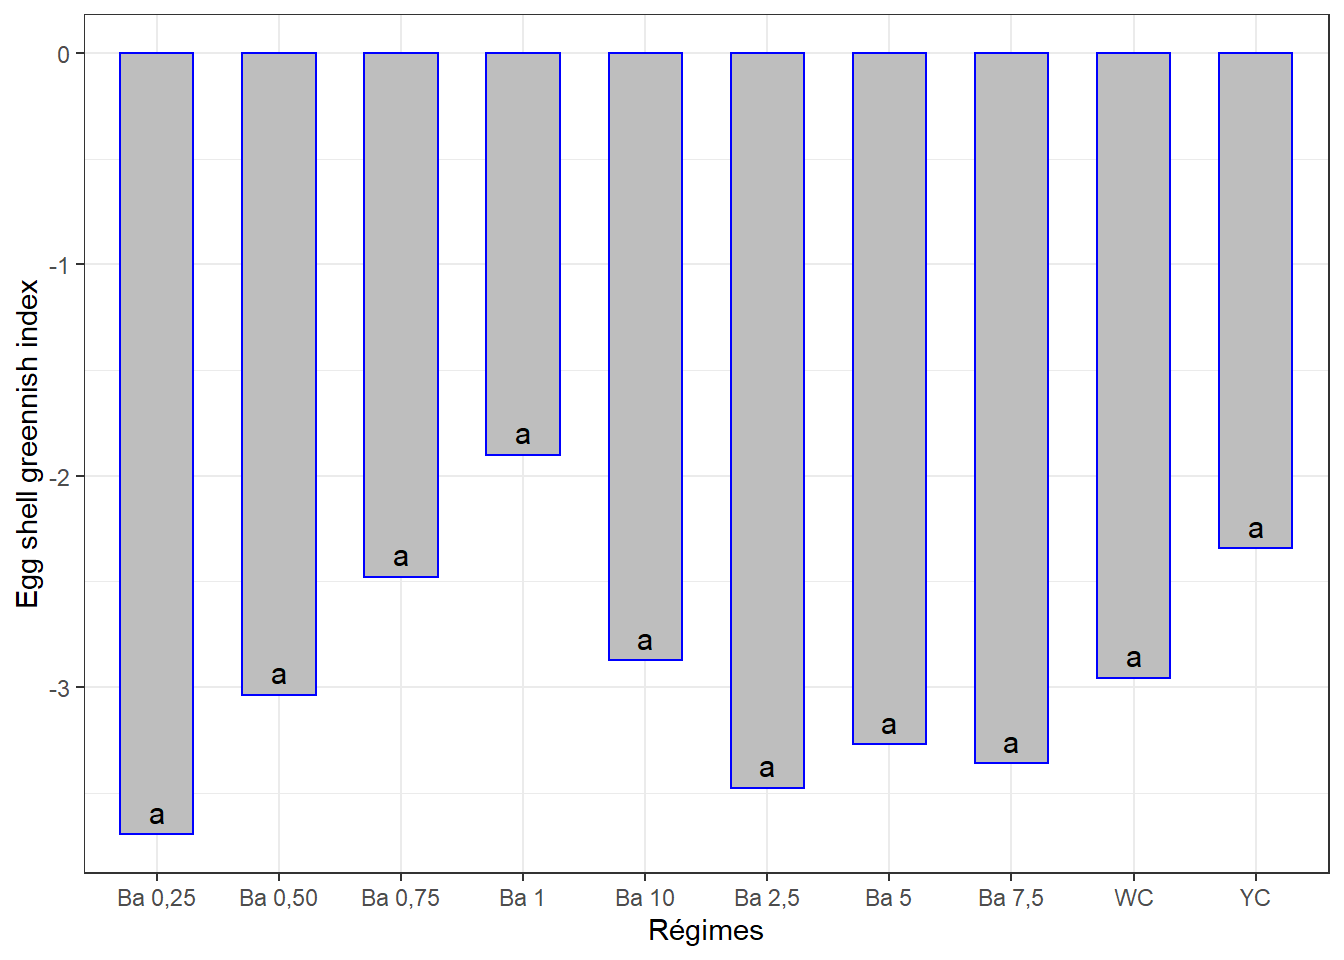 Egg shell greennish index
0
-1
-2
-3
a a a a a a a a a a
Ba 0,25 Ba 0,50 Ba 0,75 Ba 1 Ba 10 Ba 2,5 Ba 5 Ba 7,5 WC YC
Régimes